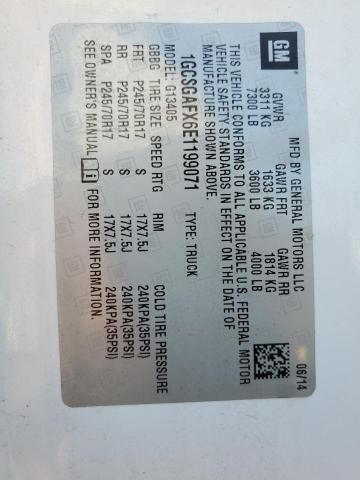 GM
MFD BY GENERAL MOTORS LLC 06/14
GVWR GAWR FRT GAWR RR
3311 KG 1633 KG 1814 KG
7300 LB 3600 LB 4000 LB
THIS VEHICLE CONFORMS TO ALL APPLICABLE U.S. FEDERAL MOTOR
VEHICLE SAFETY STANDARDS IN EFFECT ON THE DATE OF
MANUFACTURE SHOWN ABOVE.
1GCSGAFX6E1199071 TYPE: TRUCK
MODEL: G13405
GBBG TIRE SIZE SPEED RTG RIM COLD TIRE PRESSURE
FRT P245/70R17 S 17X7.5J 240KPA(35PSI)
RR P245/70R17 S 17X7.5J 240KPA(35PSI)
SPA P245/70R17 S 17X7.5J 240KPA(35PSI)
SEE OWNER'S MANUAL i FOR MORE INFORMATION.